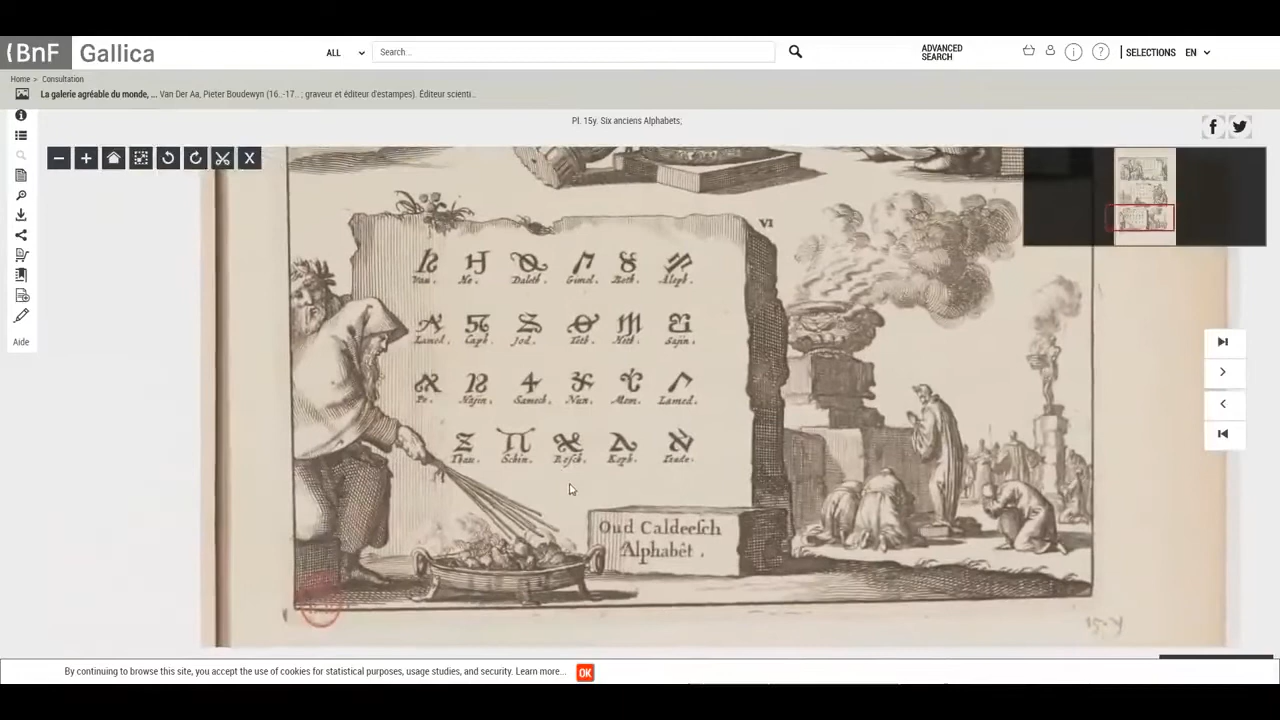 BnF Gallica
ALL Search... ADVANCED SEARCH SELECTIONS EN
Home > Consultation
La galerie agréable du monde, ... Van Der Aa, Pieter Boudewyn (16..-17.. ; graveur et éditeur d'estampes). Éditeur scienti..
Pl. 15y. Six anciens Alphabets;
VI
Vau. He. Daleth. Gimel. Beth. Aleph.
Lamed. Caph. Jod. Teth. Heth. Sajin.
Pe. Najin. Samech. Nun. Mem. Lamed.
Thau. Schin. Resch. Koph. Tsade.
Oud Caldeesch
Alphabêt.
Aide
15.y
By continuing to browse this site, you accept the use of cookies for statistical purposes, usage studies, and security. Learn more... OK